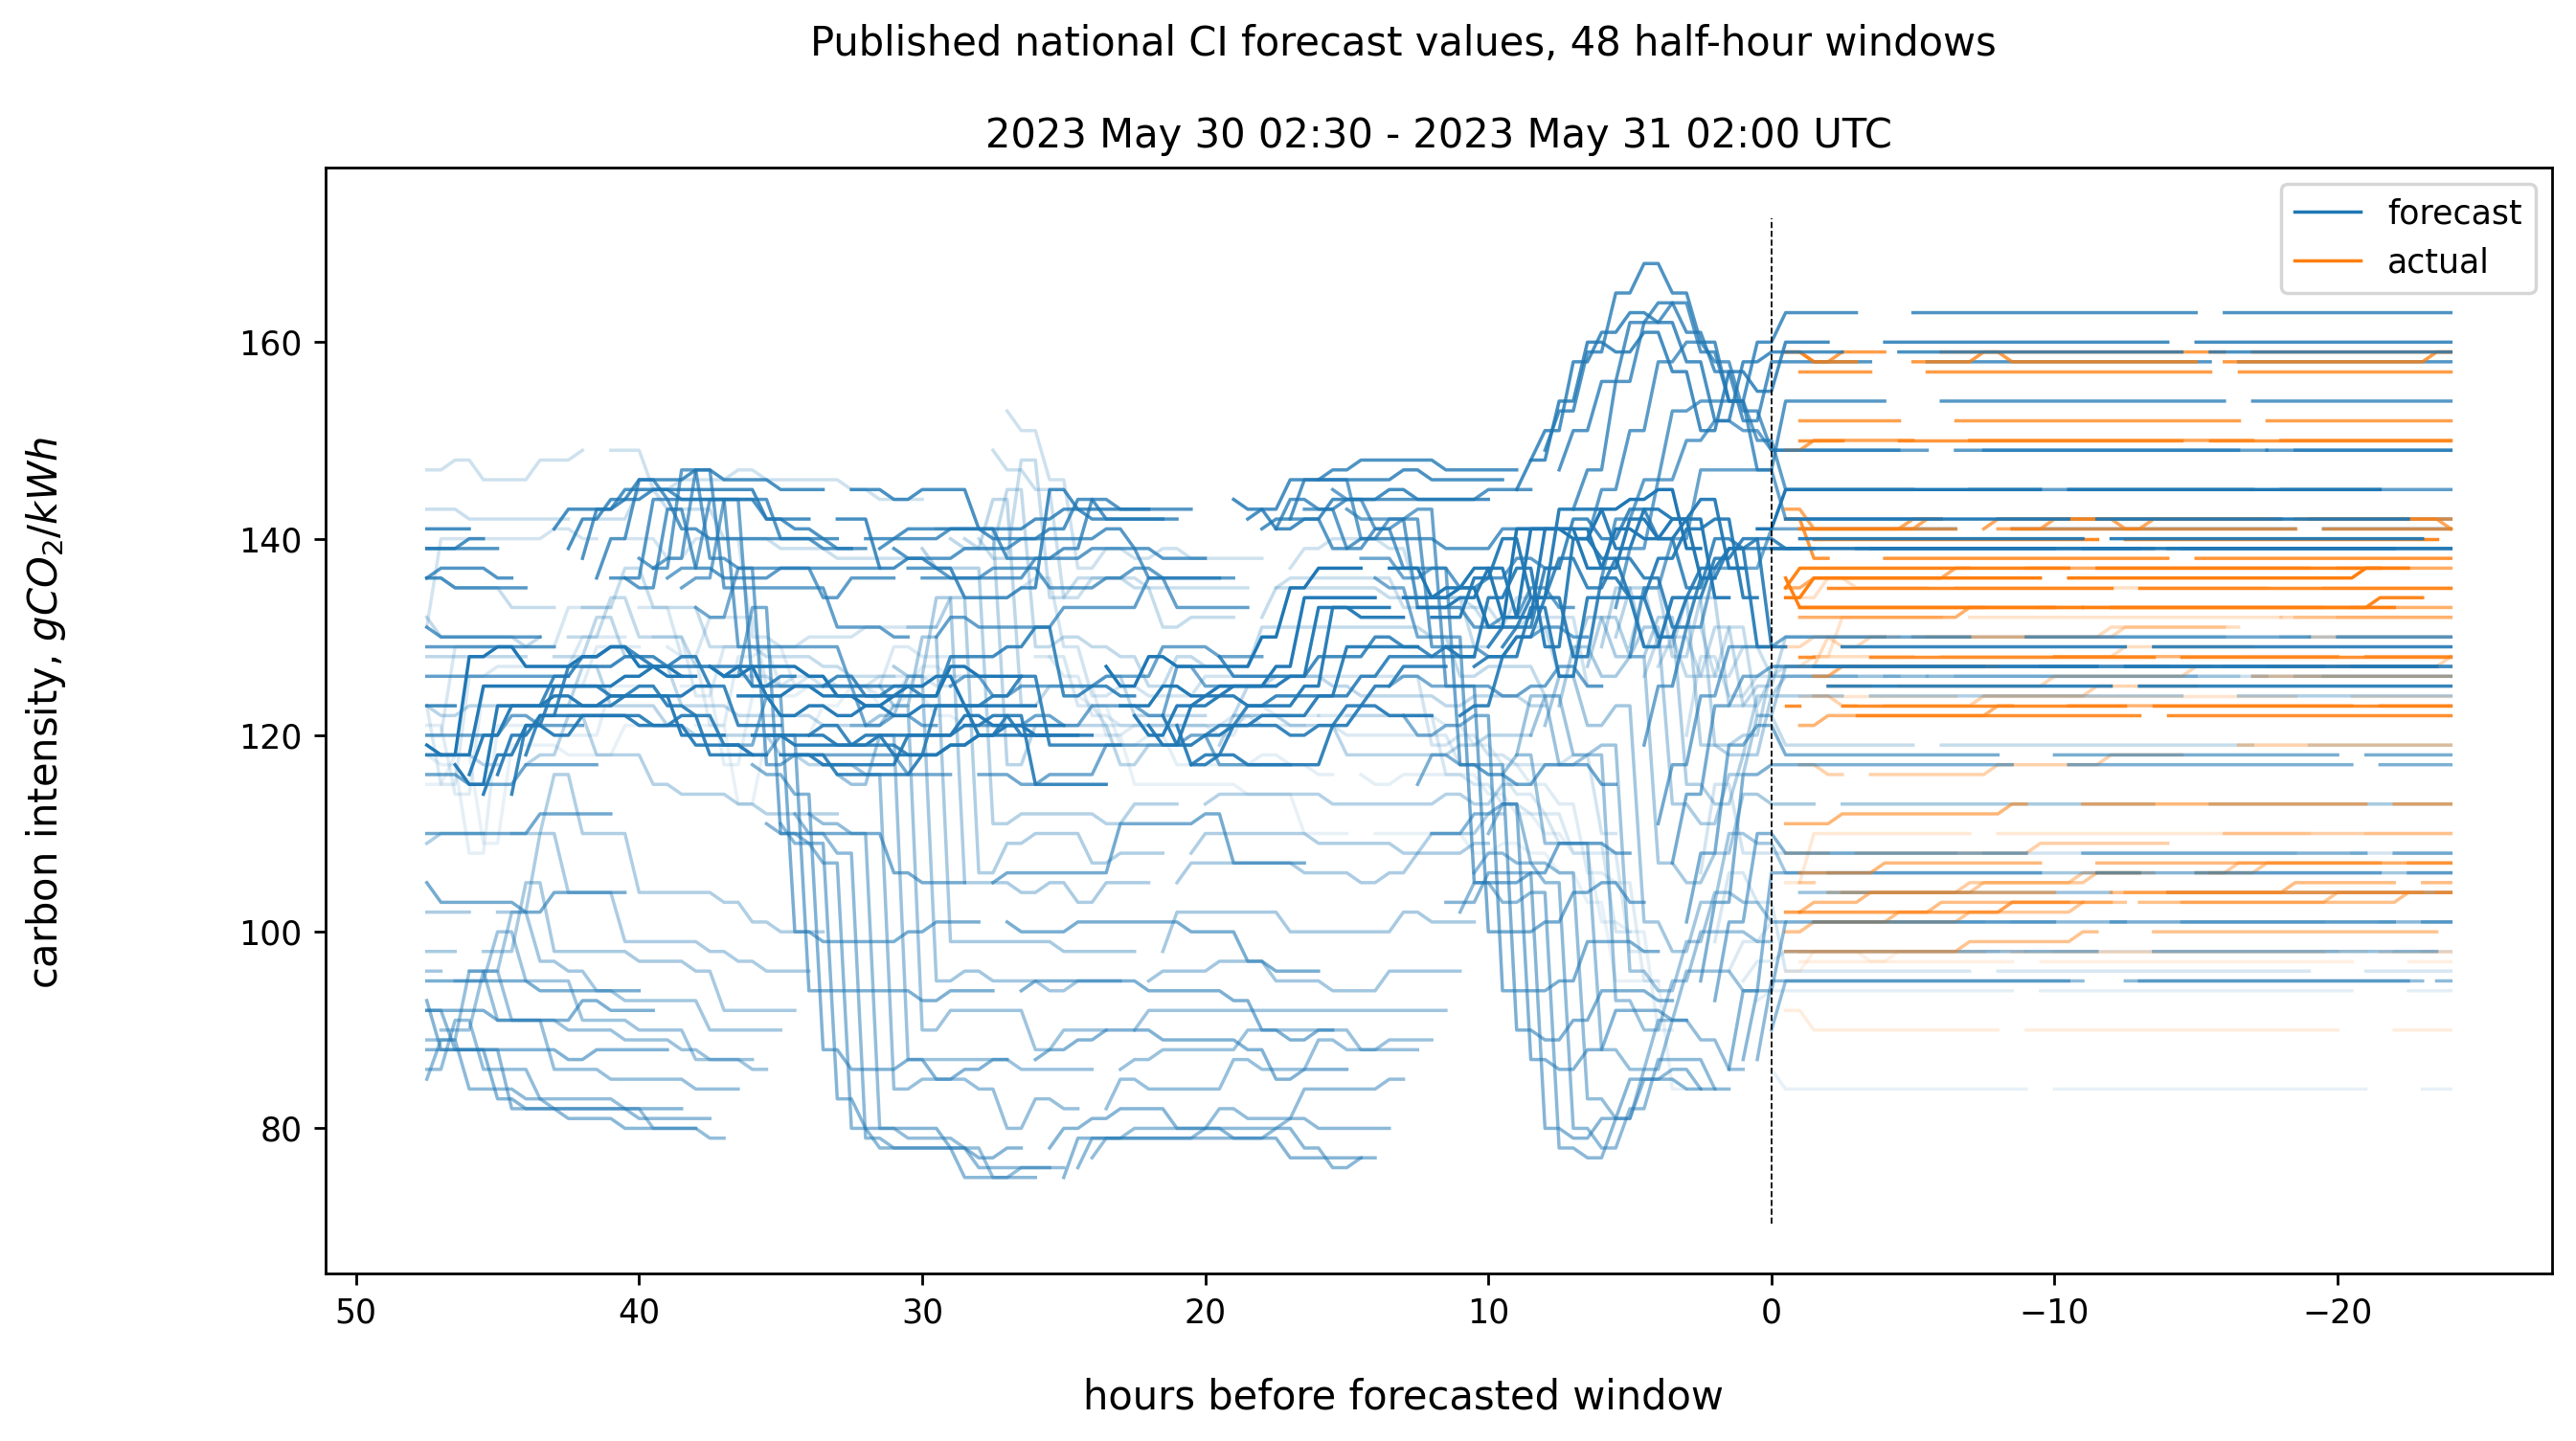 Published national CI forecast values, 48 half-hour windows
2023 May 30 02:30 - 2023 May 31 02:00 UTC
forecast
actual
carbon intensity, gCO₂/kWh
160
140
120
100
80
50 40 30 20 10 0 −10 −20
hours before forecasted window